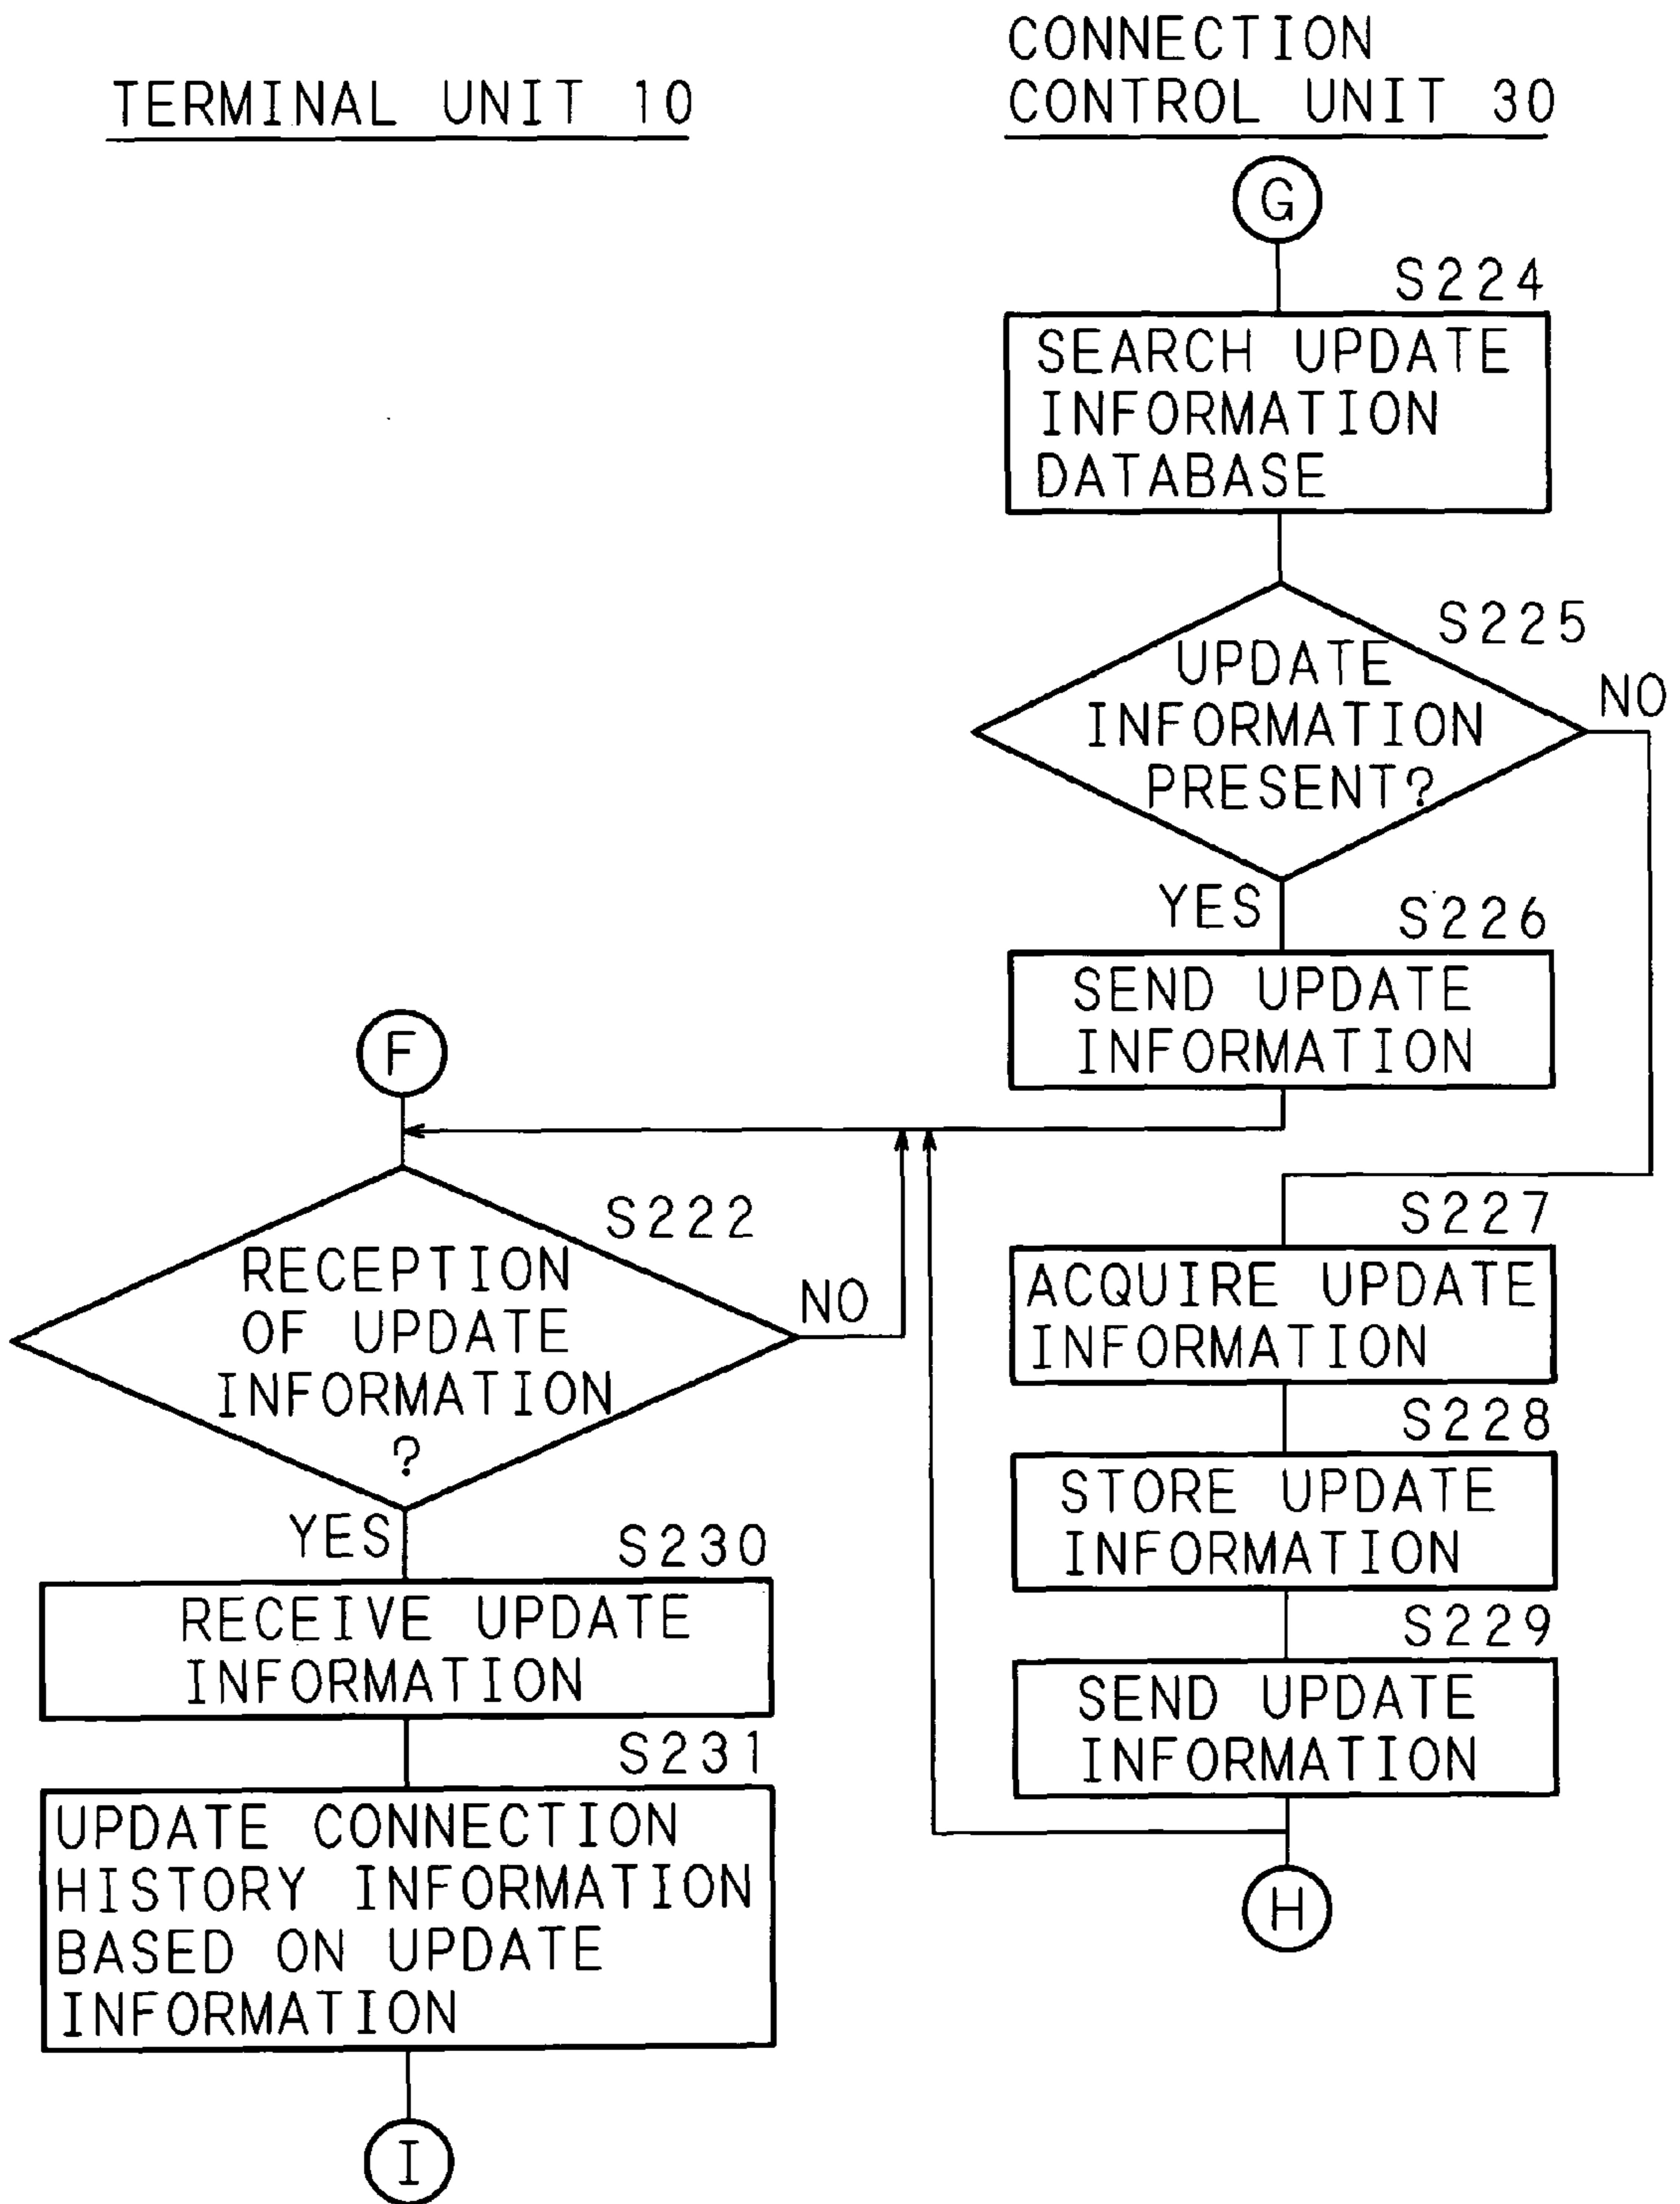 TERMINAL UNIT 10
CONNECTION
CONTROL UNIT 30
G
S224
SEARCH UPDATE
INFORMATION
DATABASE
S225
UPDATE
INFORMATION
PRESENT?
NO
YES
S226
SEND UPDATE
INFORMATION
F
S222
RECEPTION
OF UPDATE
INFORMATION
?
NO
YES
S227
ACQUIRE UPDATE
INFORMATION
S228
STORE UPDATE
INFORMATION
S229
SEND UPDATE
INFORMATION
H
S230
RECEIVE UPDATE
INFORMATION
S231
UPDATE CONNECTION
HISTORY INFORMATION
BASED ON UPDATE
INFORMATION
I